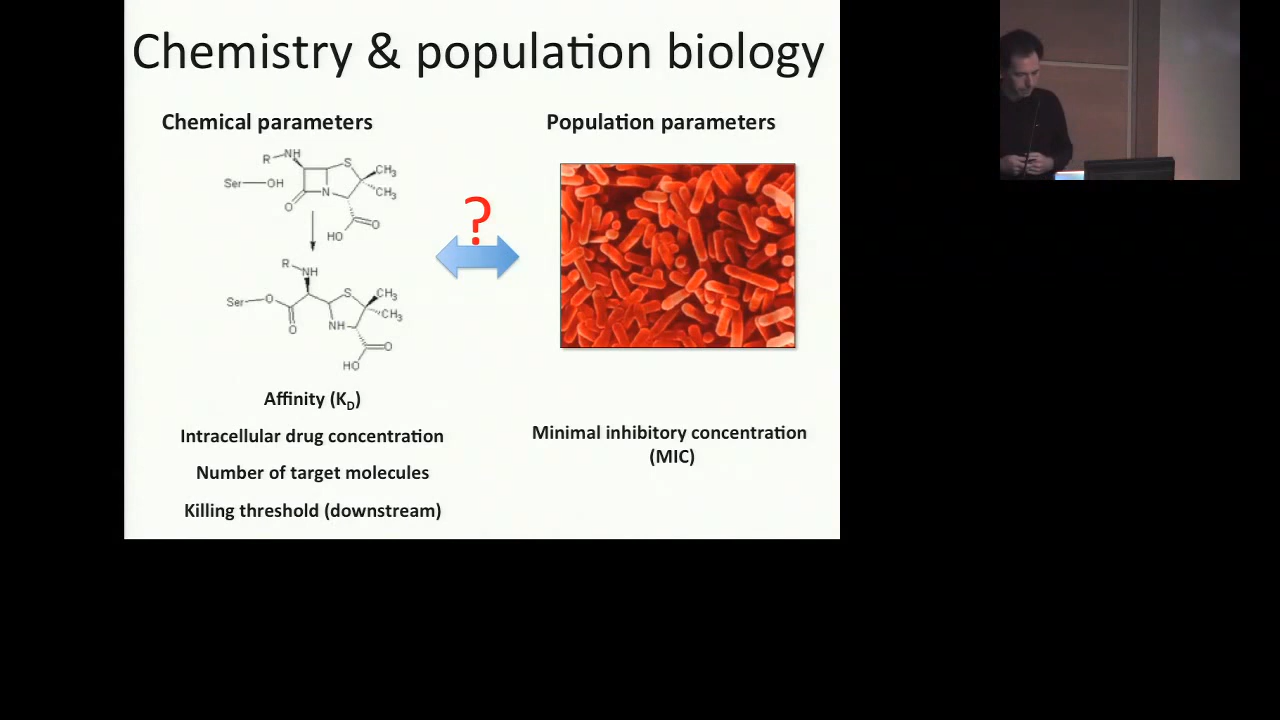 Chemistry & population biology
Chemical parameters
Population parameters
R NH S CH3
Ser OH N CH3
O O
HO
?
R NH
Ser O S CH3
O NH CH3
O
HO
Affinity (KD)
Intracellular drug concentration
Number of target molecules
Killing threshold (downstream)
Minimal inhibitory concentration
(MIC)